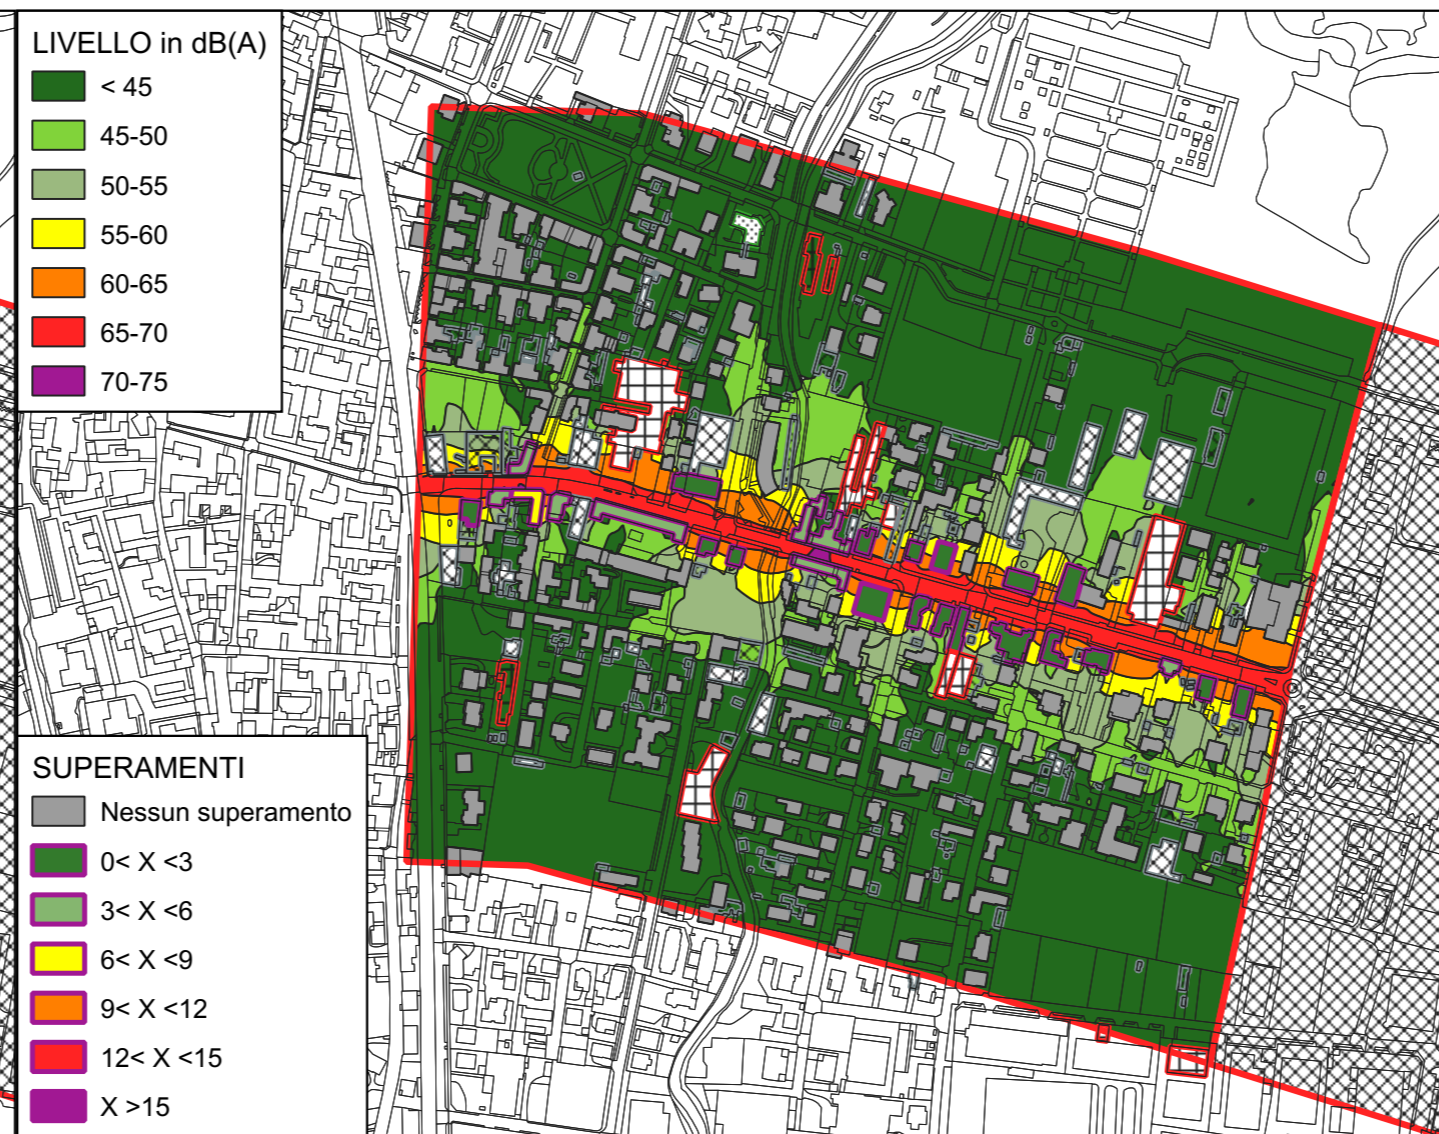 LIVELLO in dB(A)
< 45
45-50
50-55
55-60
60-65
65-70
70-75
SUPERAMENTI
Nessun superamento
0< X <3
3< X <6
6< X <9
9< X <12
12< X <15
X >15